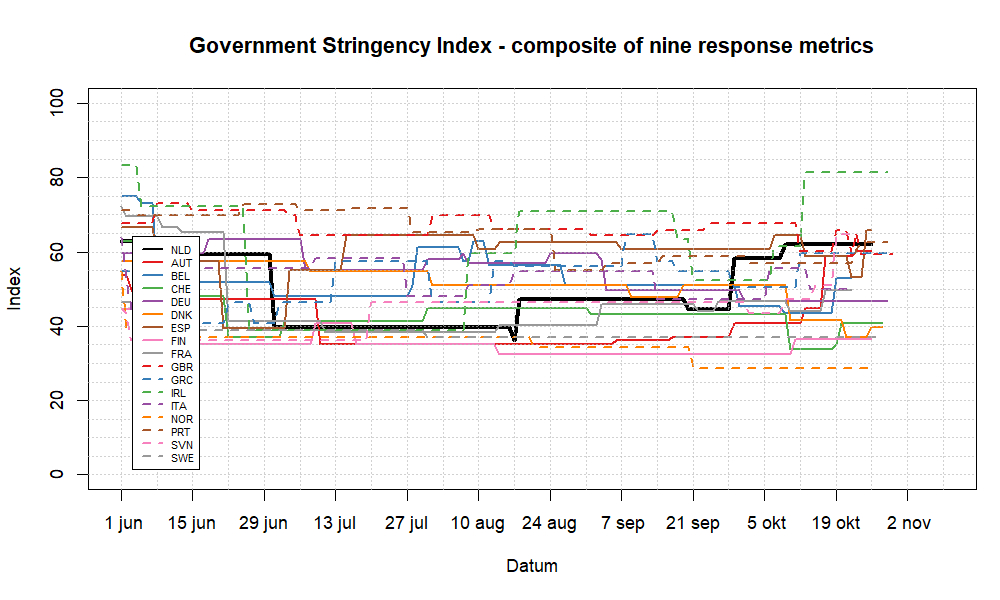 Government Stringency Index - composite of nine response metrics
Index
100
80
60
40
20
0
NLD
AUT
BEL
CHE
DEU
DNK
ESP
FIN
FRA
GBR
GRC
IRL
ITA
NOR
PRT
SVN
SWE
1 jun 15 jun 29 jun 13 jul 27 jul 10 aug 24 aug 7 sep 21 sep 5 okt 19 okt 2 nov
Datum